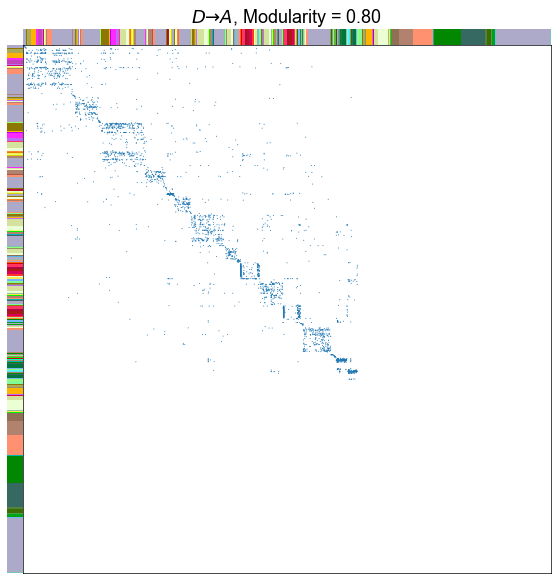 D→A, Modularity = 0.80